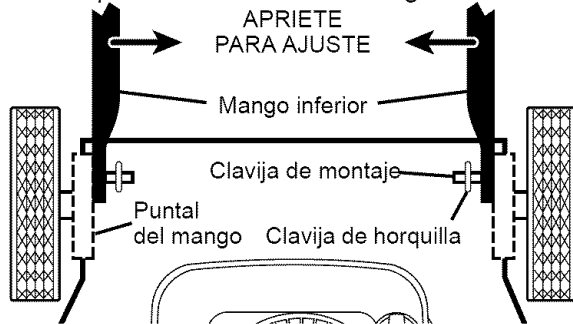 APRIETE
PARA AJUSTE
Mango inferior
Clavija de montaje
Puntal
del mango
Clavija de horquilla